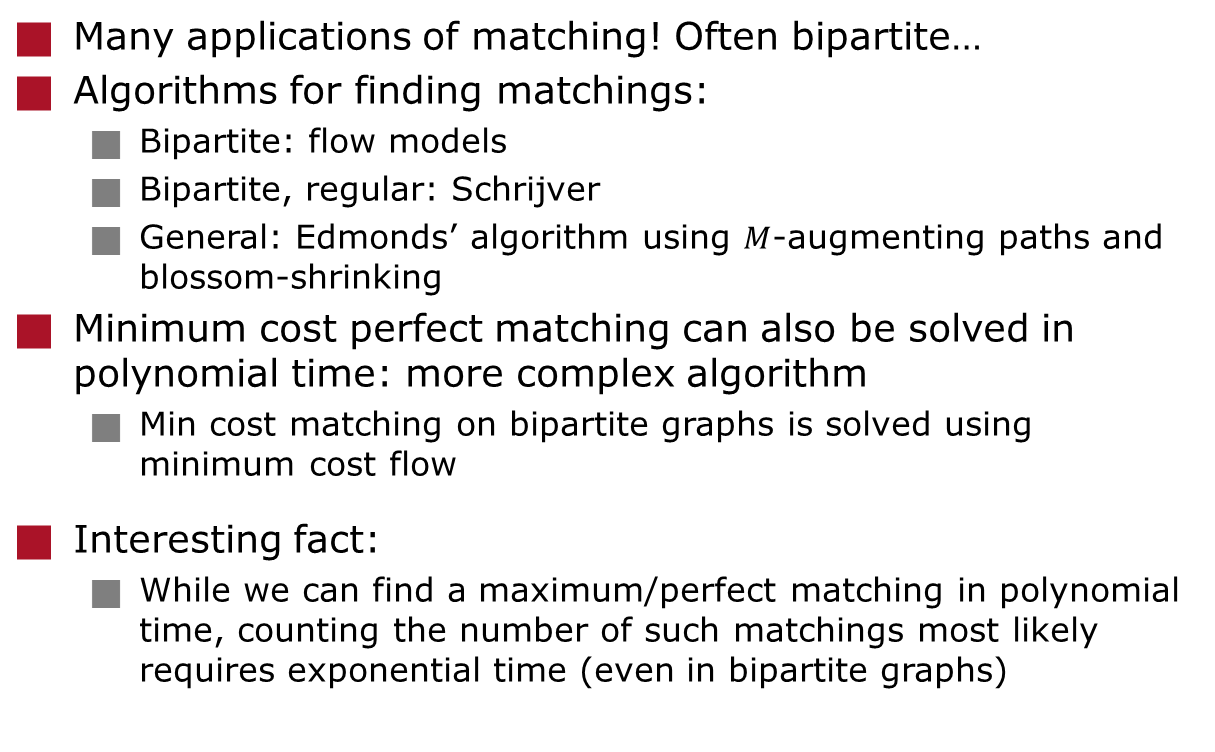 Many applications of matching! Often bipartite…
Algorithms for finding matchings:
Bipartite: flow models
Bipartite, regular: Schrijver
General: Edmonds’ algorithm using M-augmenting paths and
blossom-shrinking
Minimum cost perfect matching can also be solved in
polynomial time: more complex algorithm
Min cost matching on bipartite graphs is solved using
minimum cost flow
Interesting fact:
While we can find a maximum/perfect matching in polynomial
time, counting the number of such matchings most likely
requires exponential time (even in bipartite graphs)